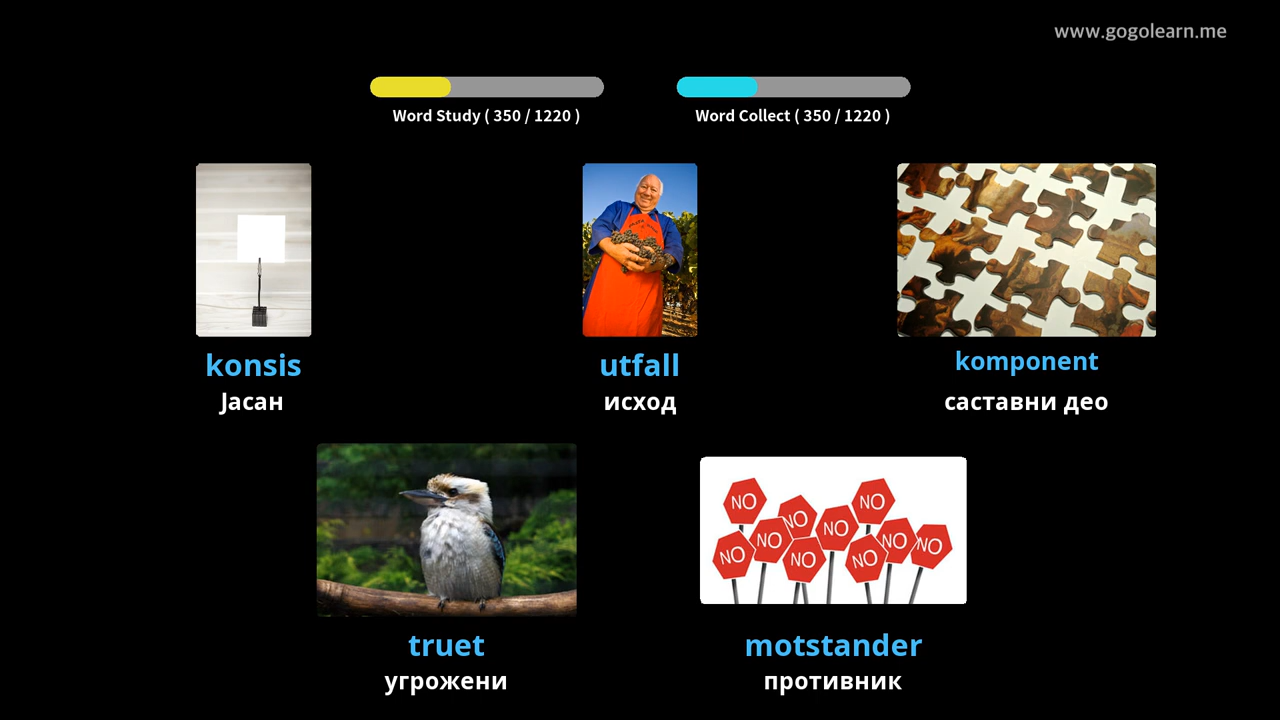 www.gogolearn.me
Word Study ( 350 / 1220 )
Word Collect ( 350 / 1220 )
konsis
Јасан
utfall
исход
komponent
саставни део
NO
NO
NO
NO
NO
NO
NO
NO
NO
NO
truet
угрожени
motstander
противник